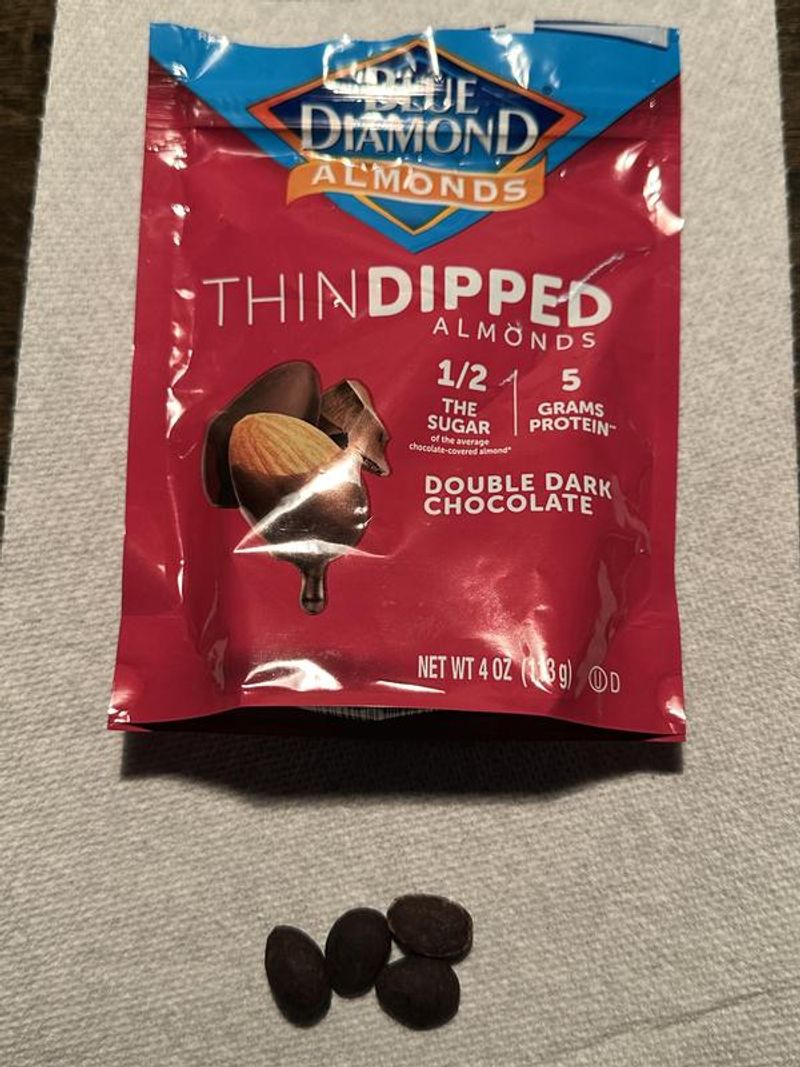 BLUE
DIAMOND
ALMONDS
THINDIPPED
ALMONDS
1/2
THE
SUGAR
of the average
chocolate-covered almond*
5
GRAMS
PROTEIN**
DOUBLE DARK
CHOCOLATE
NET WT 4 OZ (113 g)
U D